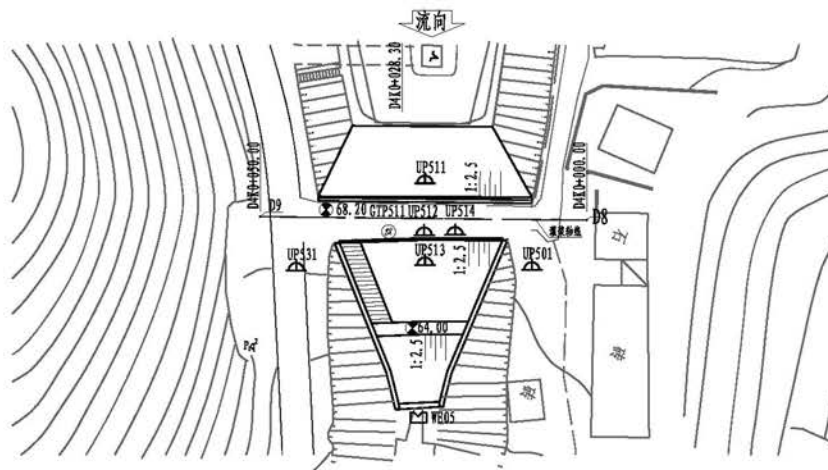 流向
D4K0+028.30
UP511
1:2.5
D4K0+050.00
D4K0+000.00
D9
68.20
GTP511
UP512
UP514
D8
石
UP531
UP513
1:2.5
UP501
64.00
1:2.5
WE05